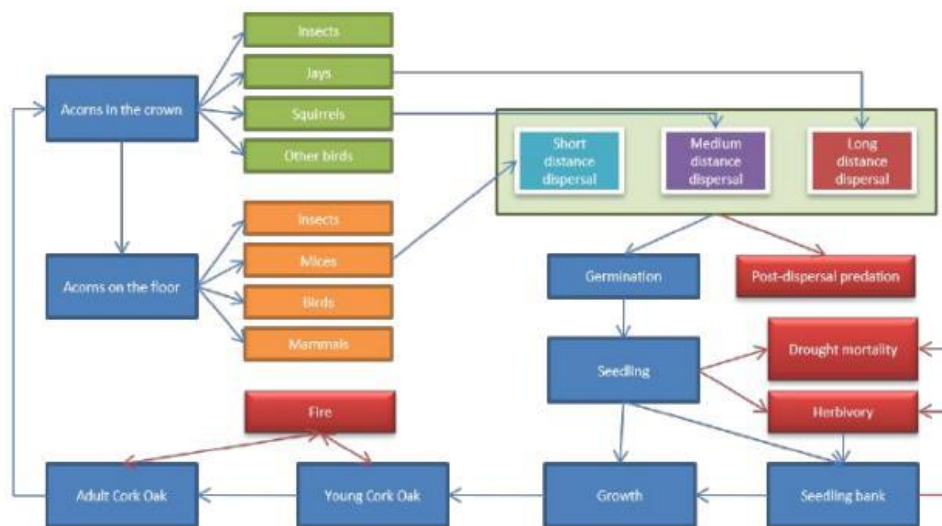 Insects
Jays
Acorns in the crown
Squirrels
Other birds
Short
distance
dispersal
Medium
distance
dispersal
Long
distance
dispersal
Insects
Mices
Acorns on the floor
Birds
Mammals
Germination
Post-dispersal predation
Seedling
Drought mortality
Herbivory
Fire
Adult Cork Oak
Young Cork Oak
Growth
Seedling bank